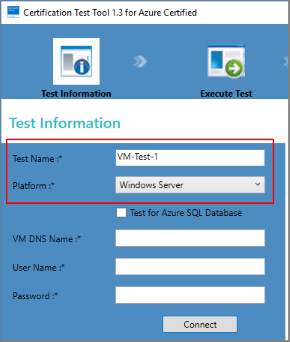 Certification Test Tool 1.3 for Azure Certified
Test Information
Execute Test
Test Information
Test Name :*
VM-Test-1
Platform :*
Windows Server
Test for Azure SQL Database
VM DNS Name :*
User Name :*
Password :*
Connect